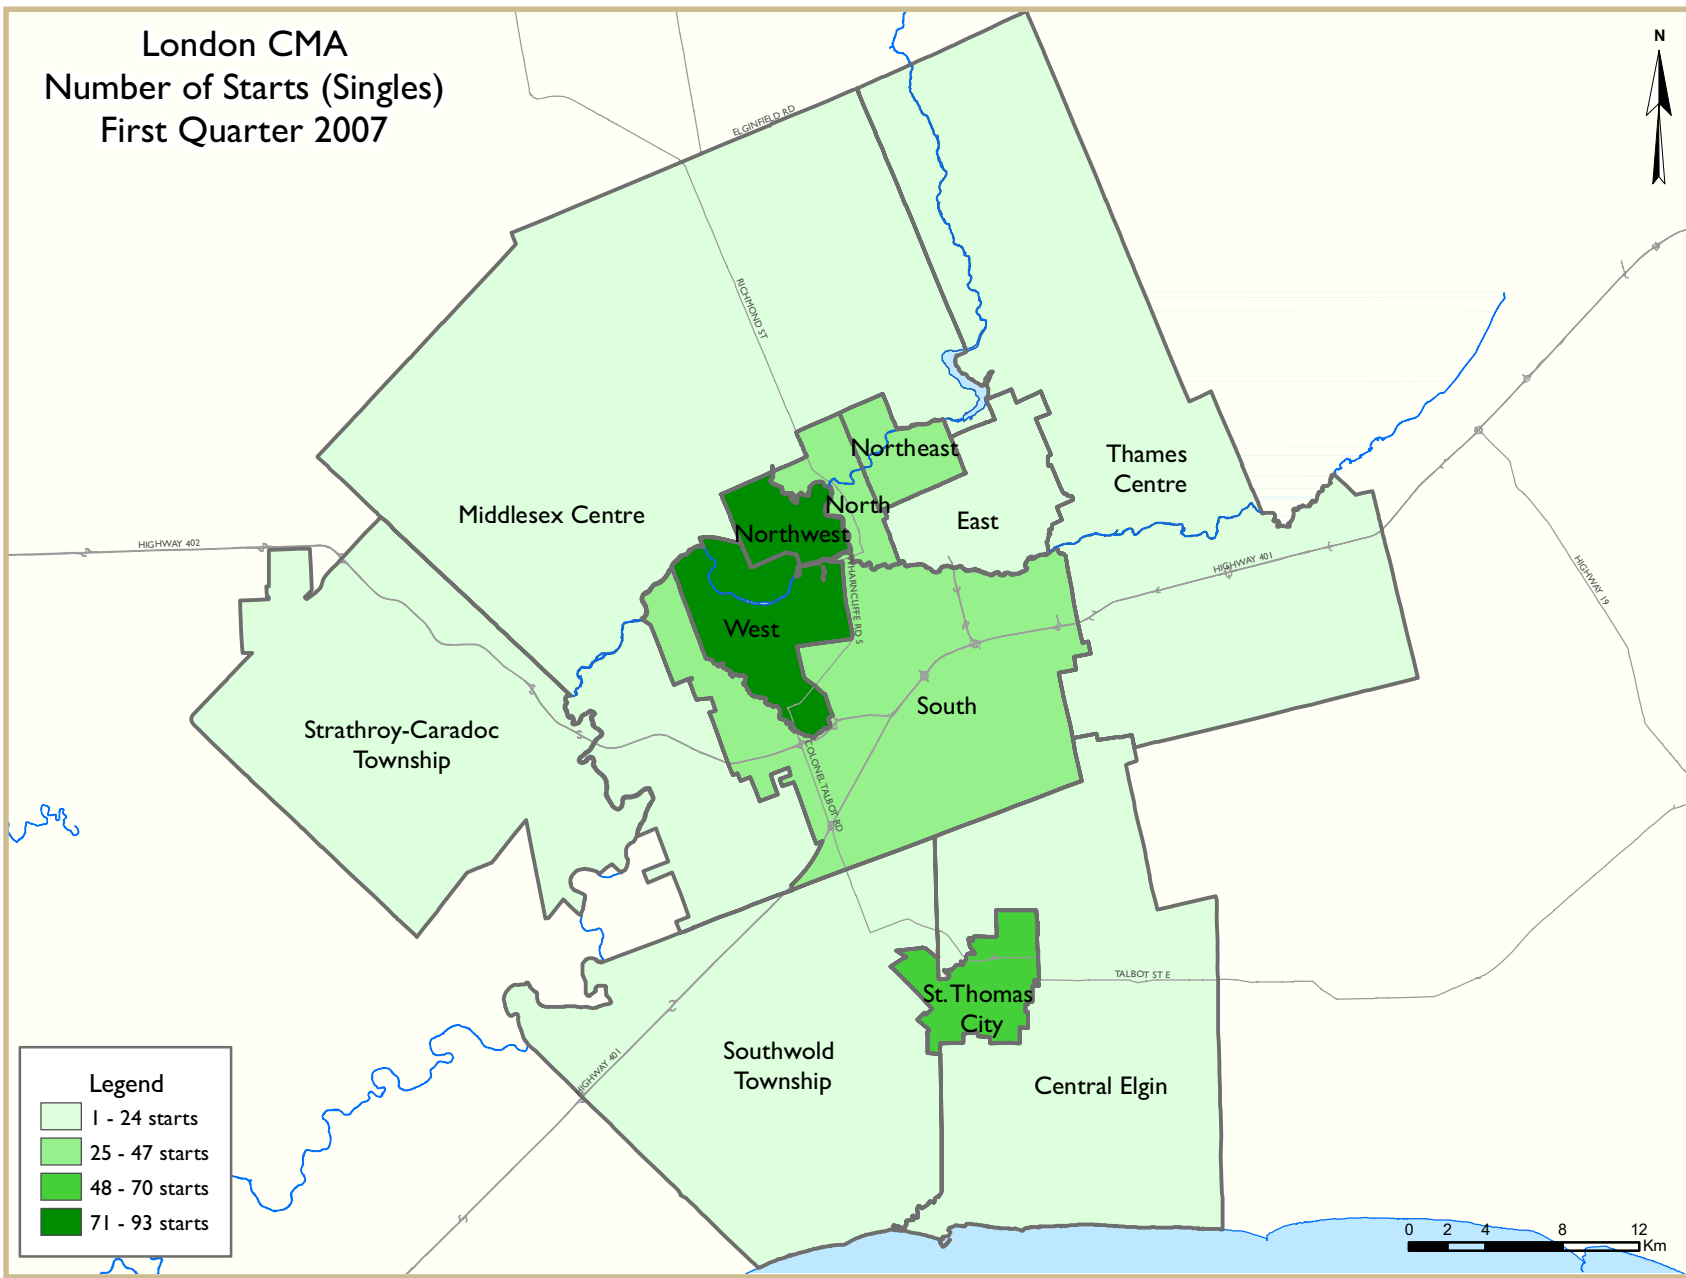 London CMA
Number of Starts (Singles)
First Quarter 2007
N
ELGINFIELD RD
RICHMOND ST
Northeast
Thames
Centre
North
Middlesex Centre
East
Northwest
HIGHWAY 402
HIGHWAY 401
HIGHWAY 19
WHARNCLIFFE RD S
West
South
Strathroy-Caradoc
Township
COLONEL TALBOT RD
TALBOT ST E
St. Thomas
City
Southwold
Township
HIGHWAY 401
Central Elgin
Legend
1 - 24 starts
25 - 47 starts
48 - 70 starts
71 - 93 starts
0 2 4 8 12
Km